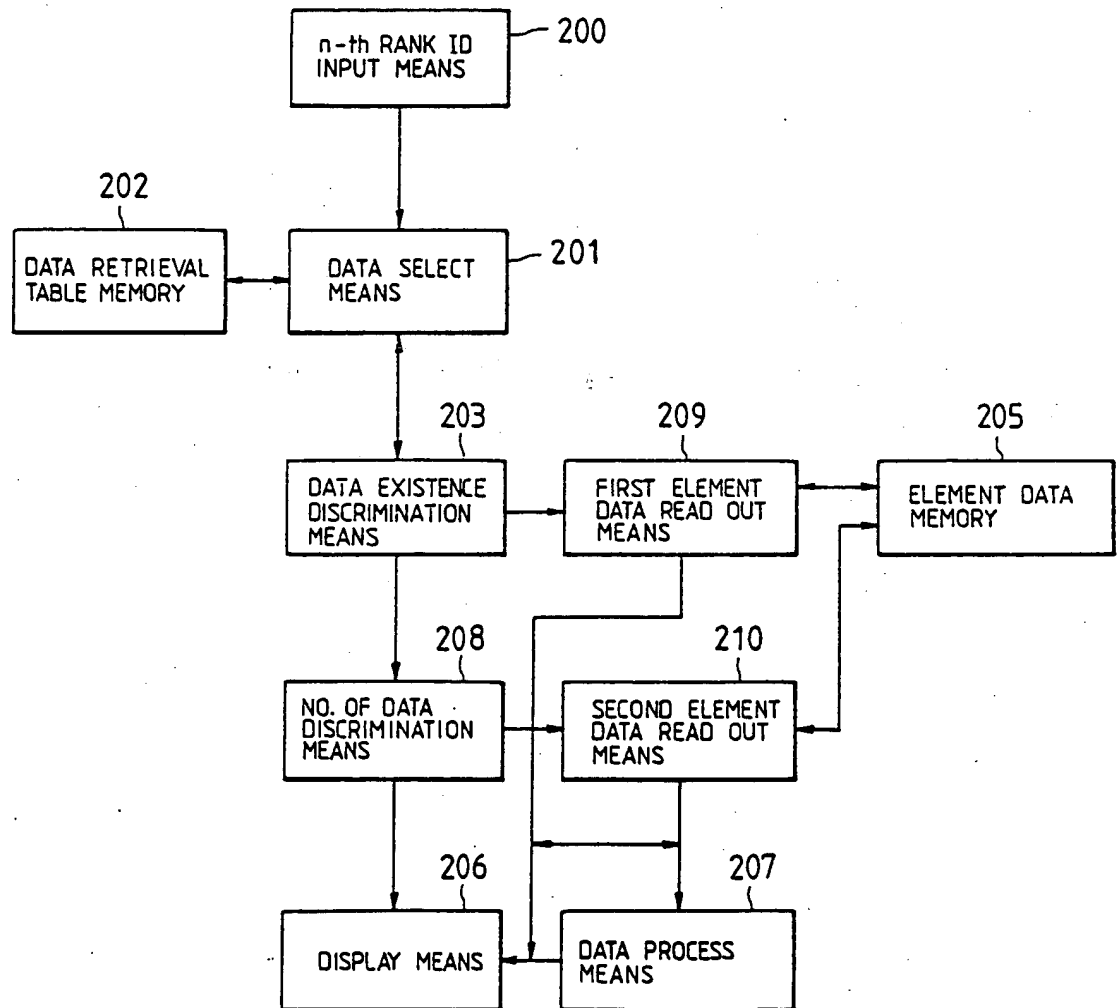 n-th RANK ID
INPUT MEANS
200
202
DATA RETRIEVAL
TABLE MEMORY
DATA SELECT
MEANS
201
203
209
205
DATA EXISTENCE
DISCRIMINATION
MEANS
FIRST ELEMENT
DATA READ OUT
MEANS
ELEMENT DATA
MEMORY
208
210
NO. OF DATA
DISCRIMINATION
MEANS
SECOND ELEMENT
DATA READ OUT
MEANS
206
207
DISPLAY MEANS
DATA PROCESS
MEANS